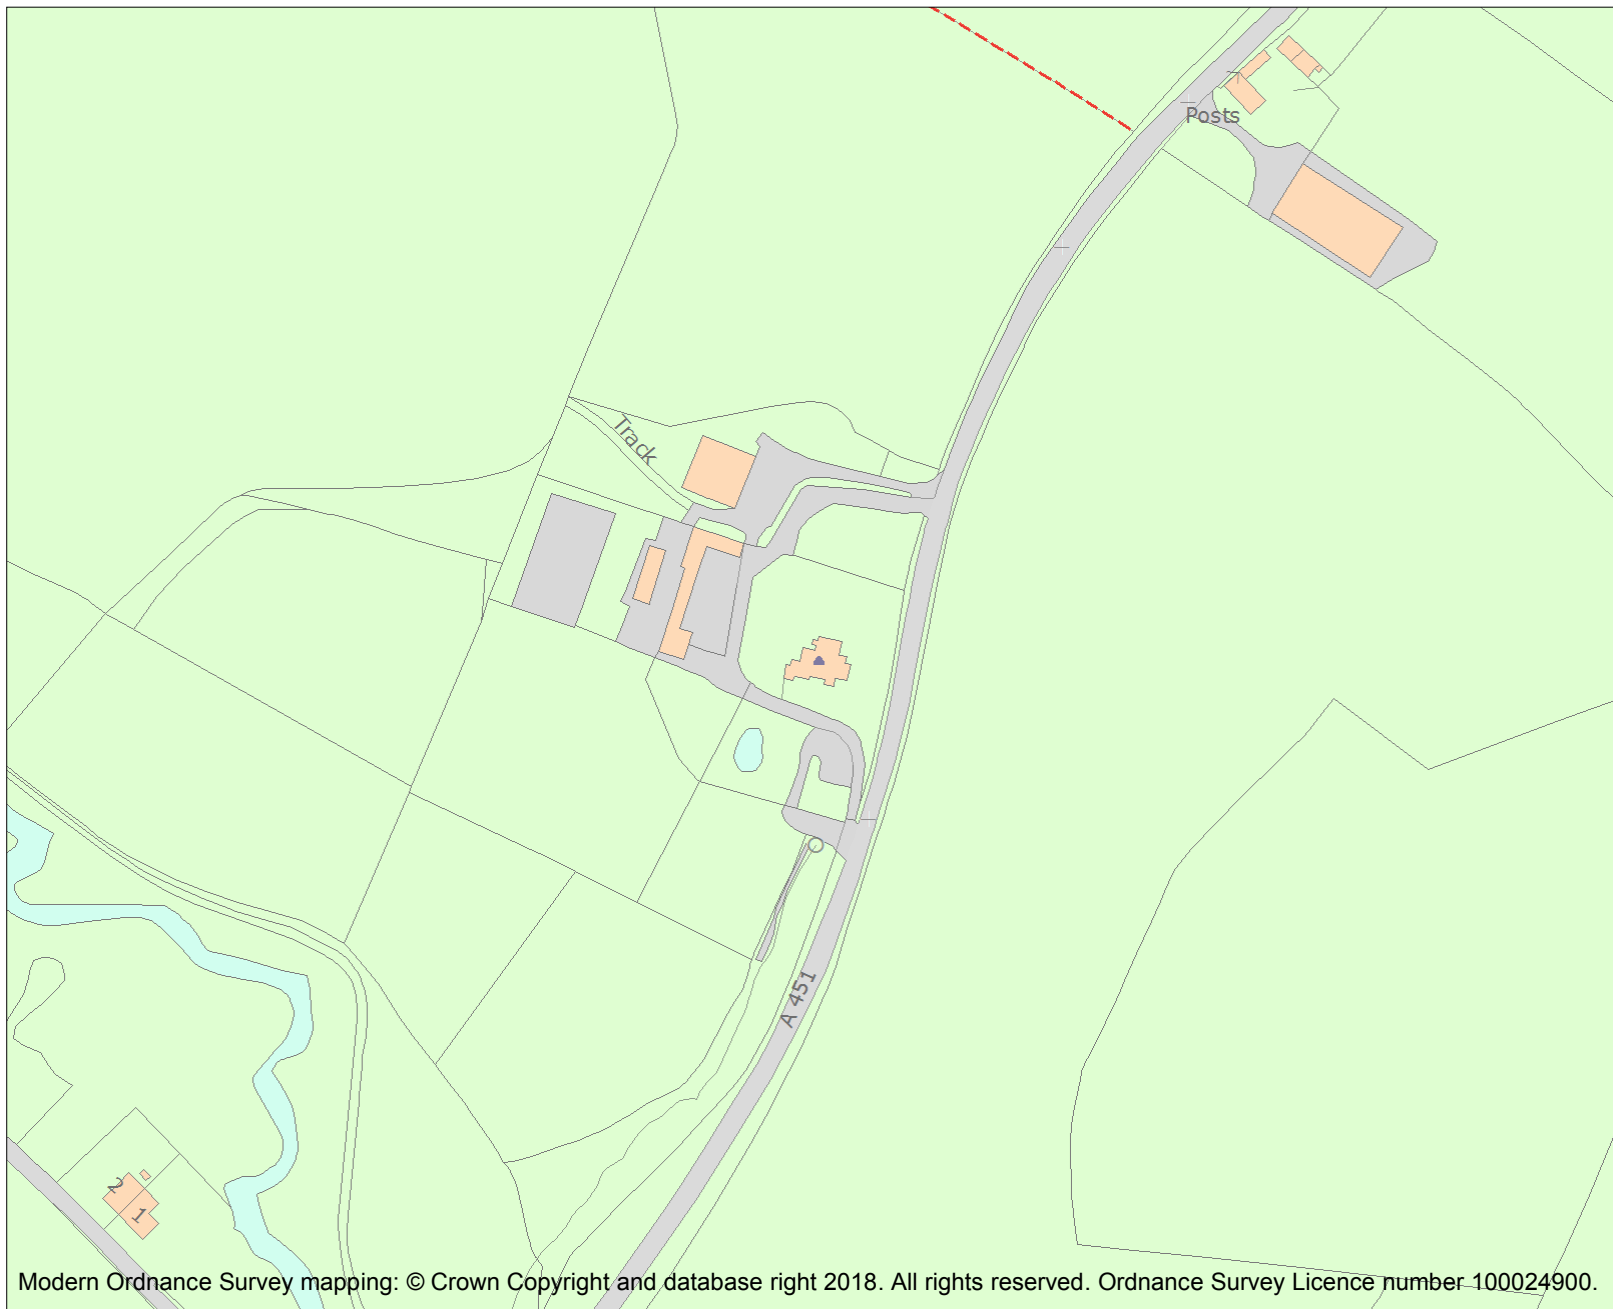 Posts
Track
A 451
2
1
Modern Ordnance Survey mapping: © Crown Copyright and database right 2018. All rights reserved. Ordnance Survey Licence number 100024900.